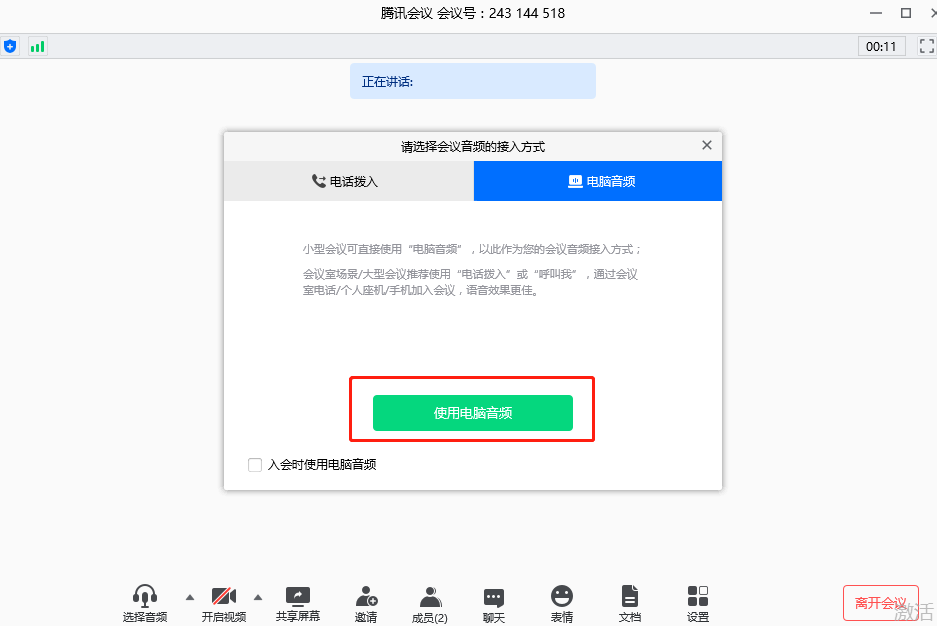 腾讯会议 会议号：243 144 518
00:11
正在讲话:
请选择会议音频的接入方式
电话拨入
电脑音频
小型会议可直接使用“电脑音频”，以此作为您的会议音频接入方式；
会议室场景/大型会议推荐使用“电话拨入”或“呼叫我”，通过会议
室电话/个人座机/手机加入会议，语音效果更佳。
使用电脑音频
入会时使用电脑音频
选择音频
开启视频
共享屏幕
邀请
成员(2)
聊天
表情
文档
设置
离开会议
激活